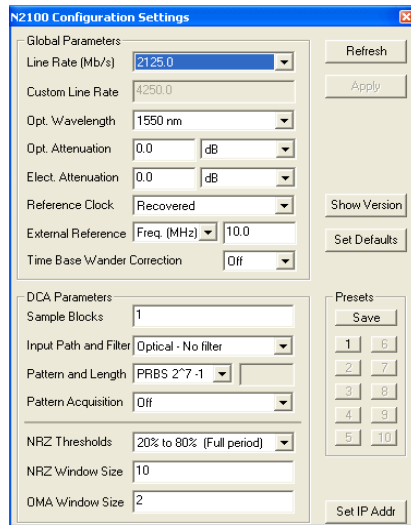 N2100 Configuration Settings
Global Parameters
Line Rate (Mb/s) 2125.0
Refresh
Custom Line Rate 4250.0
Apply
Opt. Wavelength 1550 nm
Opt. Attenuation 0.0 dB
Elect. Attenuation 0.0 dB
Reference Clock Recovered
Show Version
External Reference Freq. (MHz) 10.0
Set Defaults
Time Base Wander Correction Off
DCA Parameters
Sample Blocks 1
Presets
Save
Input Path and Filter Optical - No filter
1 6
Pattern and Length PRBS 2^7 -1
2 7
Pattern Acquisition Off
3 8
4 9
NRZ Thresholds 20% to 80% (Full period)
5 10
NRZ Window Size 10
OMA Window Size 2
Set IP Addr